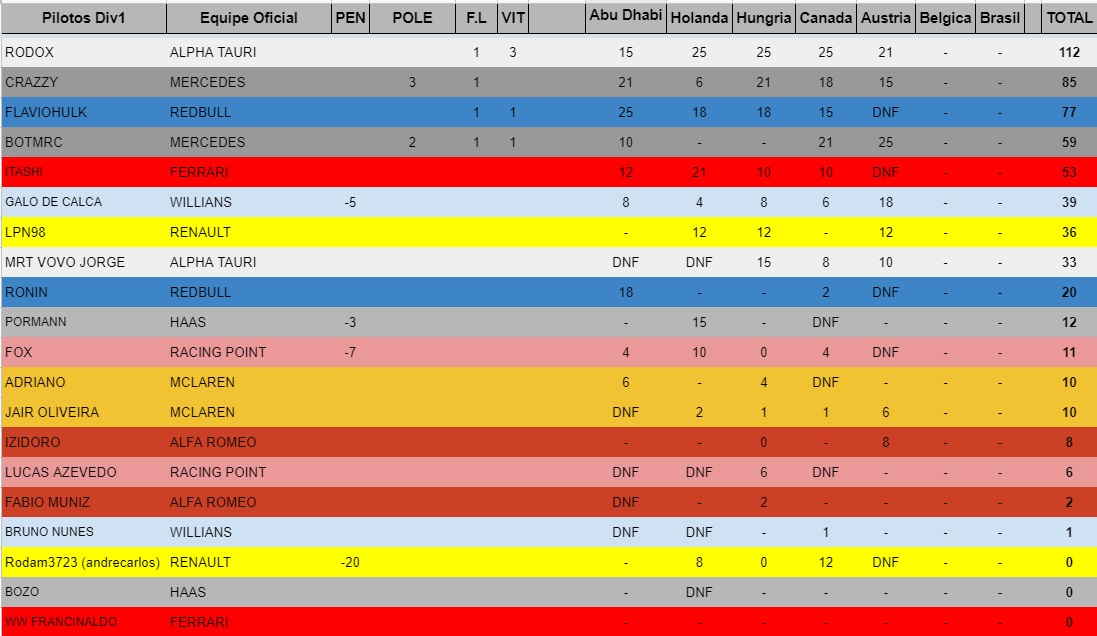 Pilotos Div1 Equipe Oficial PEN POLE F.L VIT Abu Dhabi Holanda Hungria Canada Austria Belgica Brasil TOTAL
RODOX ALPHA TAURI 1 3 15 25 25 25 21 - - 112
CRAZZY MERCEDES 3 1 21 6 21 18 15 - - 85
FLAVIOHULK REDBULL 1 1 25 18 18 15 DNF - - 77
BOTMRC MERCEDES 2 1 1 10 - - 21 25 - - 59
ITASHI FERRARI 12 21 10 10 DNF - - 53
GALO DE CALCA WILLIANS -5 8 4 8 6 18 - - 39
LPN98 RENAULT - 12 12 - 12 - - 36
MRT VOVO JORGE ALPHA TAURI DNF DNF 15 8 10 - - 33
RONIN REDBULL 18 - - 2 DNF - - 20
PORMANN HAAS -3 - 15 - DNF - - - 12
FOX RACING POINT -7 4 10 0 4 DNF - - 11
ADRIANO MCLAREN 6 - 4 DNF - - - 10
JAIR OLIVEIRA MCLAREN DNF 2 1 1 6 - - 10
IZIDORO ALFA ROMEO - - 0 - 8 - - 8
LUCAS AZEVEDO RACING POINT DNF DNF 6 DNF - - - 6
FABIO MUNIZ ALFA ROMEO DNF - 2 - - - - 2
BRUNO NUNES WILLIANS DNF DNF - 1 - - - 1
Rodam3723 (andrecarlos) RENAULT -20 - 8 0 12 DNF - - 0
BOZO HAAS - DNF - - - - - 0
WW FRANCINALDO FERRARI - - - - - - - 0